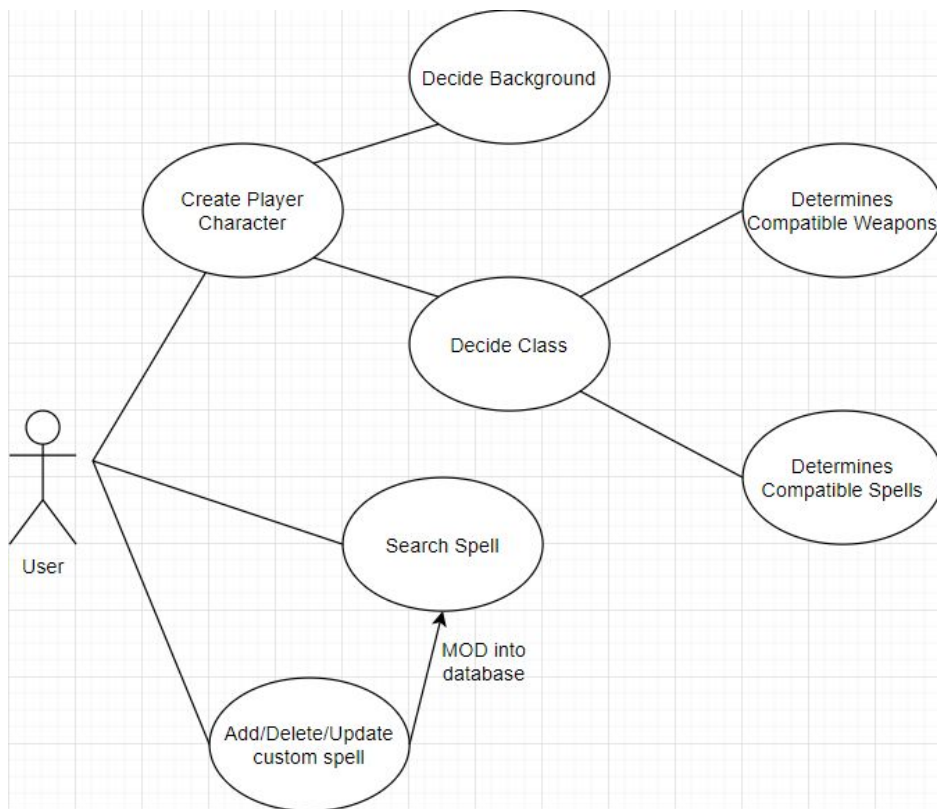 Decide Background
Create Player
Character
Determines
Compatible Weapons
Decide Class
Determines
Compatible Spells
Search Spell
User
MOD into
database
Add/Delete/Update
custom spell